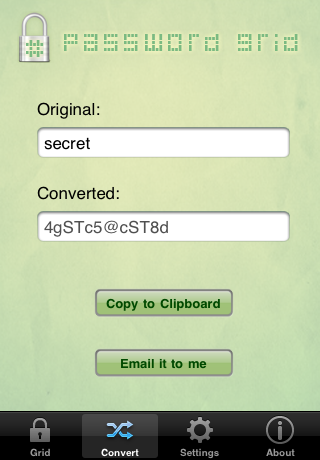 Password Grid
Original:
secret
Converted:
4gSTc5@cST8d
Copy to Clipboard
Email it to me
Grid
Convert
Settings
About